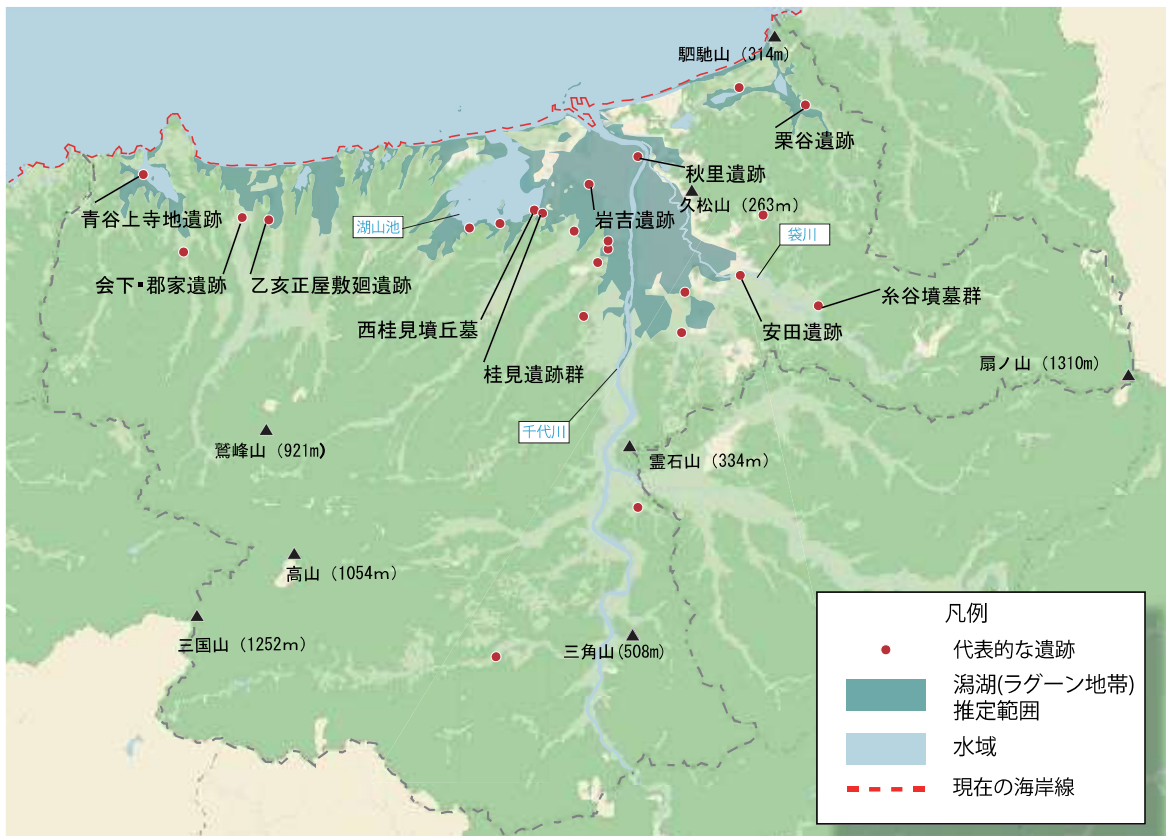 駟馳山 (314m)
栗谷遺跡
秋里遺跡
久松山 (263m)
青谷上寺地遺跡
岩吉遺跡
湖山池
袋川
会下・郡家遺跡
乙亥正屋敷廻遺跡
糸谷墳墓群
西桂見墳丘墓
安田遺跡
桂見遺跡群
扇ノ山 (1310m)
千代川
鷲峰山 (921m)
霊石山 (334m)
高山 (1054m)
三国山 (1252m)
三角山(508m)
凡例
代表的な遺跡
潟湖(ラグーン地帯)
推定範囲
水域
現在の海岸線